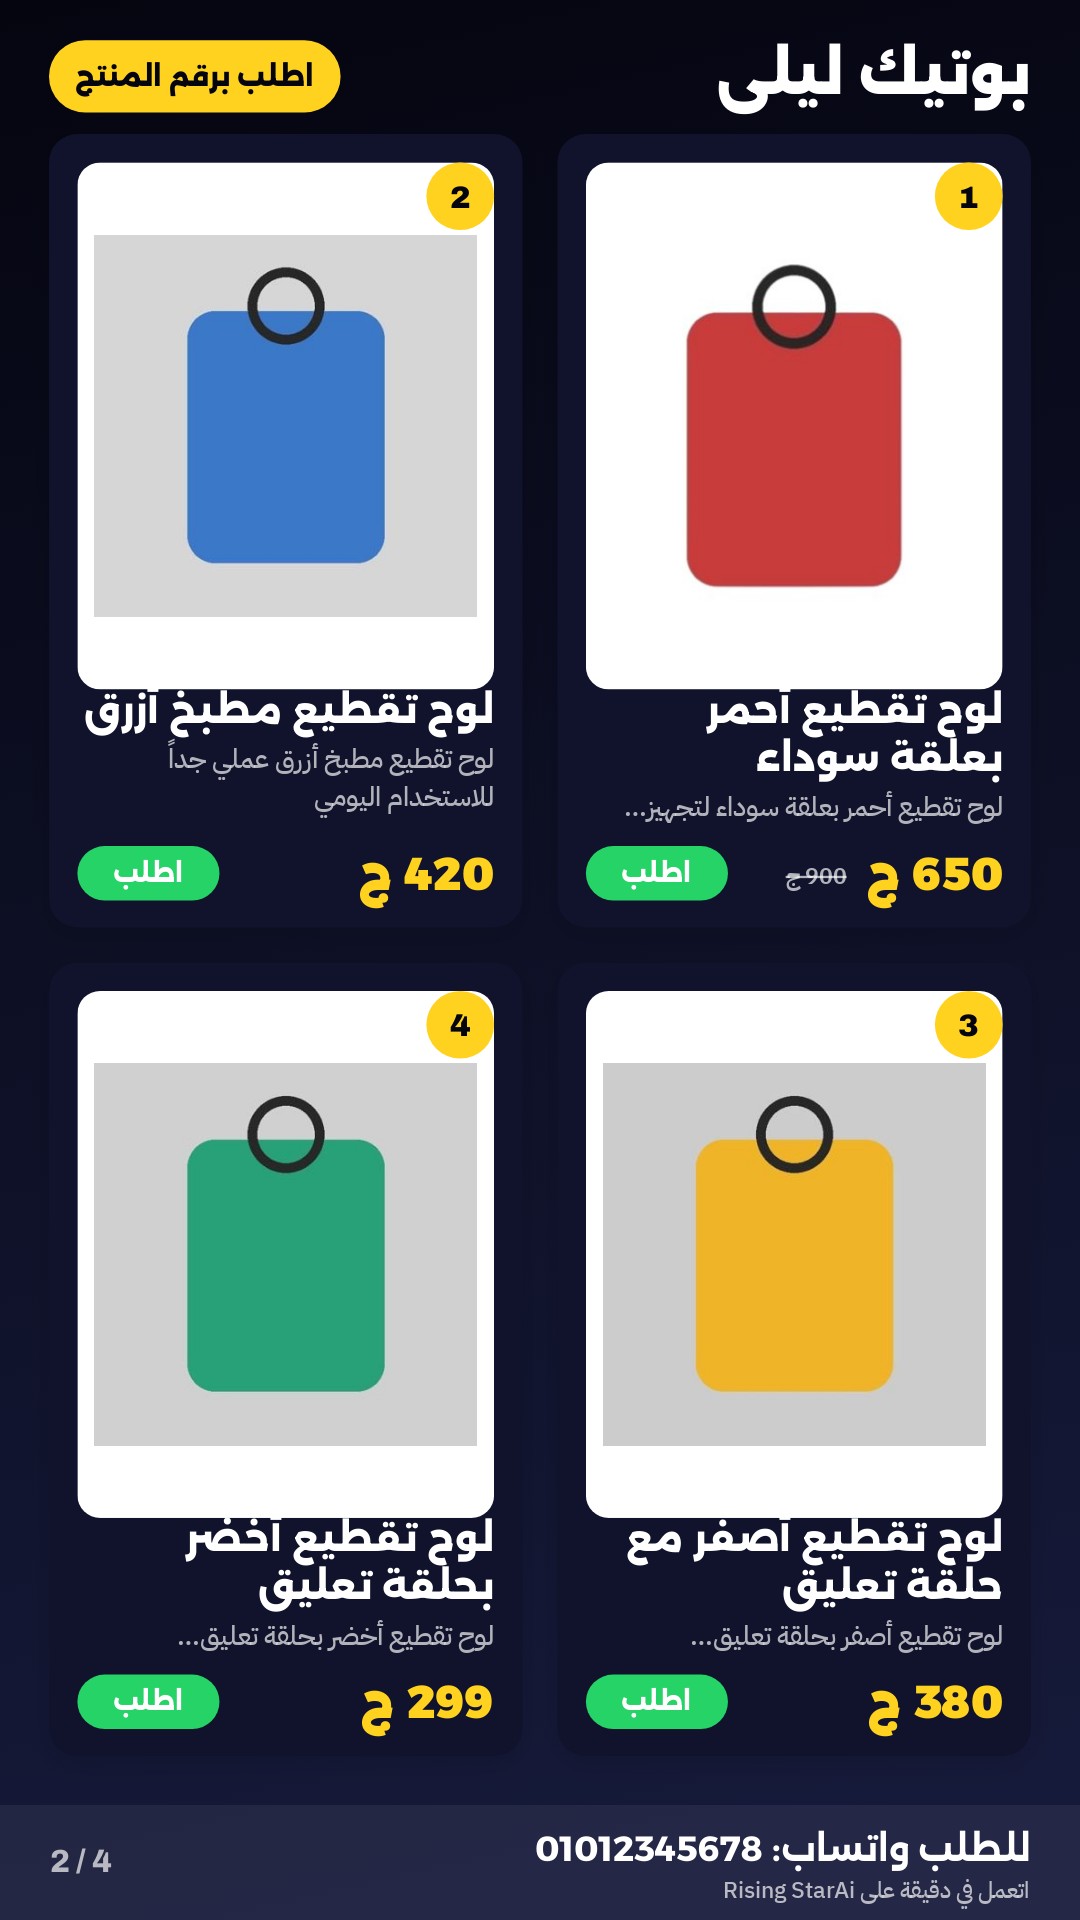 بوتيك ليلى
اطلب برقم المنتج
1
لوح تقطيع أحمر
بعلقة سوداء
لوح تقطيع أحمر بعلقة سوداء لتجهيز...
650 ج
900 ج
اطلب
2
لوح تقطيع مطبخ أزرق
لوح تقطيع مطبخ أزرق عملي جداً
للاستخدام اليومي
420 ج
اطلب
3
لوح تقطيع أصفر مع
حلقة تعليق
لوح تقطيع أصفر بحلقة تعليق...
380 ج
اطلب
4
لوح تقطيع أخضر
بحلقة تعليق
لوح تقطيع أخضر بحلقة تعليق...
299 ج
اطلب
للطلب واتساب: 01012345678
اتعمل في دقيقة على Rising StarAi
2 / 4